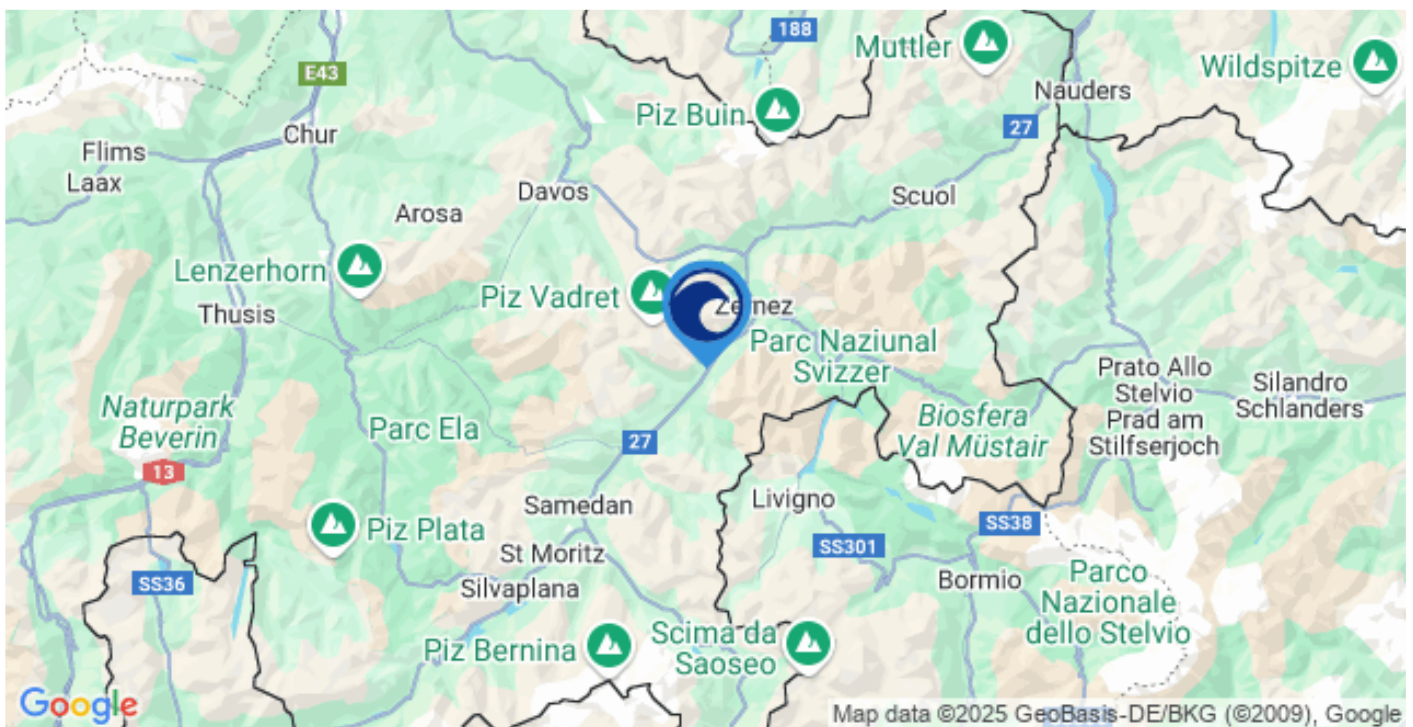 188
Muttler
Wildspitze
E43
Nauders
Piz Buin
27
Chur
Flims
Laax
Davos
Scuol
Arosa
Lenzerhorn
Piz Vadret
Zernez
Thusis
Parc Naziunal
Svizzer
Prato Allo
Stelvio
Prad am
Stilfserjoch
Silandro
Schlanders
Naturpark
Beverin
Parc Ela
Biosfera
Val Müstair
27
13
Samedan
Livigno
Piz Plata
SS38
St Moritz
SS301
SS36
Silvaplana
Bormio
Parco
Nazionale
dello Stelvio
Piz Bernina
Scima da
Saoseo
Google
Map data ©2025 GeoBasis-DE/BKG (©2009), Google